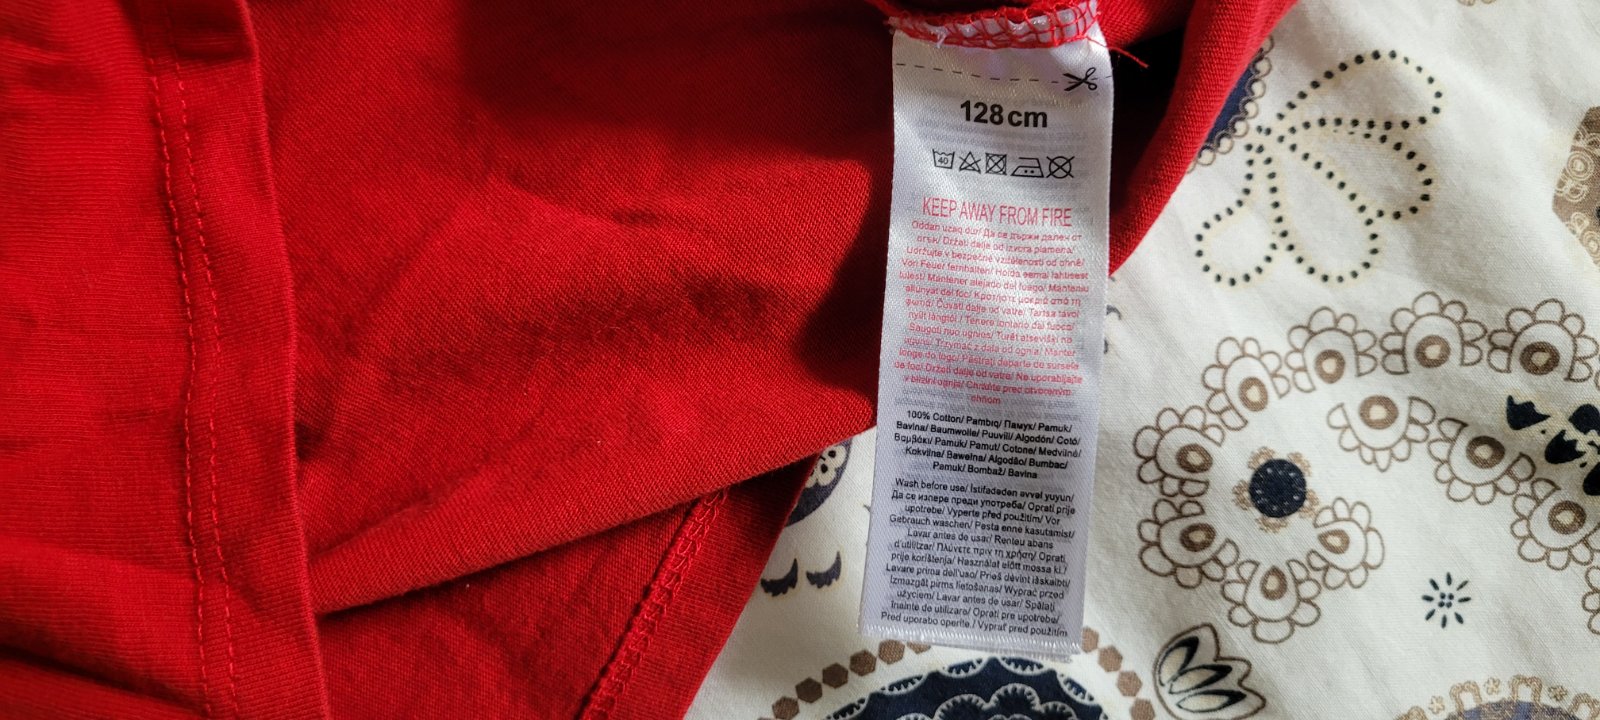 128 cm
40
KEEP AWAY FROM FIRE
Oddan uzaq dur/ Да се държи далеч от
огън/ Držati dalje od izvora plamena/
Udržujte v bezpečné vzdálenosti od ohně/
Von Feuer fernhalten/ Hoida eemal lahtisest
tulest/ Mantener alejado del fuego/ Manteniu
allunyat del foc/ Κρατήστε μακριά από τη
φωτιά/ Čuvati dalje od vatre/ Tartsa távol
nyílt lángtól / Tenere lontano dal fuoco/
Saugoti nuo ugnies/ Turēt atsevišķi no
uguns/ Trzymać z dala od ognia/ Manter
longe do fogo/ Păstrați departe de sursele
de foc/ Držati dalje od vatre/ Ne uporabljajte
v bližini ognja/ Chráňte pred otvoreným
ohňom
100% Cotton/ Pambıq/ Памук/ Pamuk/
Bavlna/ Baumwolle/ Puuvill/ Algodón/ Cotó/
Βαμβάκι/ Pamuk/ Pamut/ Cotone/ Medvilnė/
Kokvilna/ Bawełna/ Algodão/ Bumbac/
Pamuk/ Bombaž/ Bavlna
Wash before use/ İstifadədən əvvəl yuyun/
Да се изпере преди употреба/ Oprati prije
upotrebe/ Vyperte před použitím/ Vor
Gebrauch waschen/ Pesta enne kasutamist/
Lavar antes de usar/ Renteu abans
d'utilitzar/ Πλύνετε πριν τη χρήση/ Oprati
prije korištenja/ Használat előtt mossa ki /
Lavare prima dell'uso/ Prieš dėvint išskalbti/
Izmazgāt pirms lietošanas/ Wyprać przed
użyciem/ Lavar antes de usar/ Spălați
înainte de utilizare/ Oprati pre upotrebe/
Pred uporabo operite./ Vyprať pred použitím